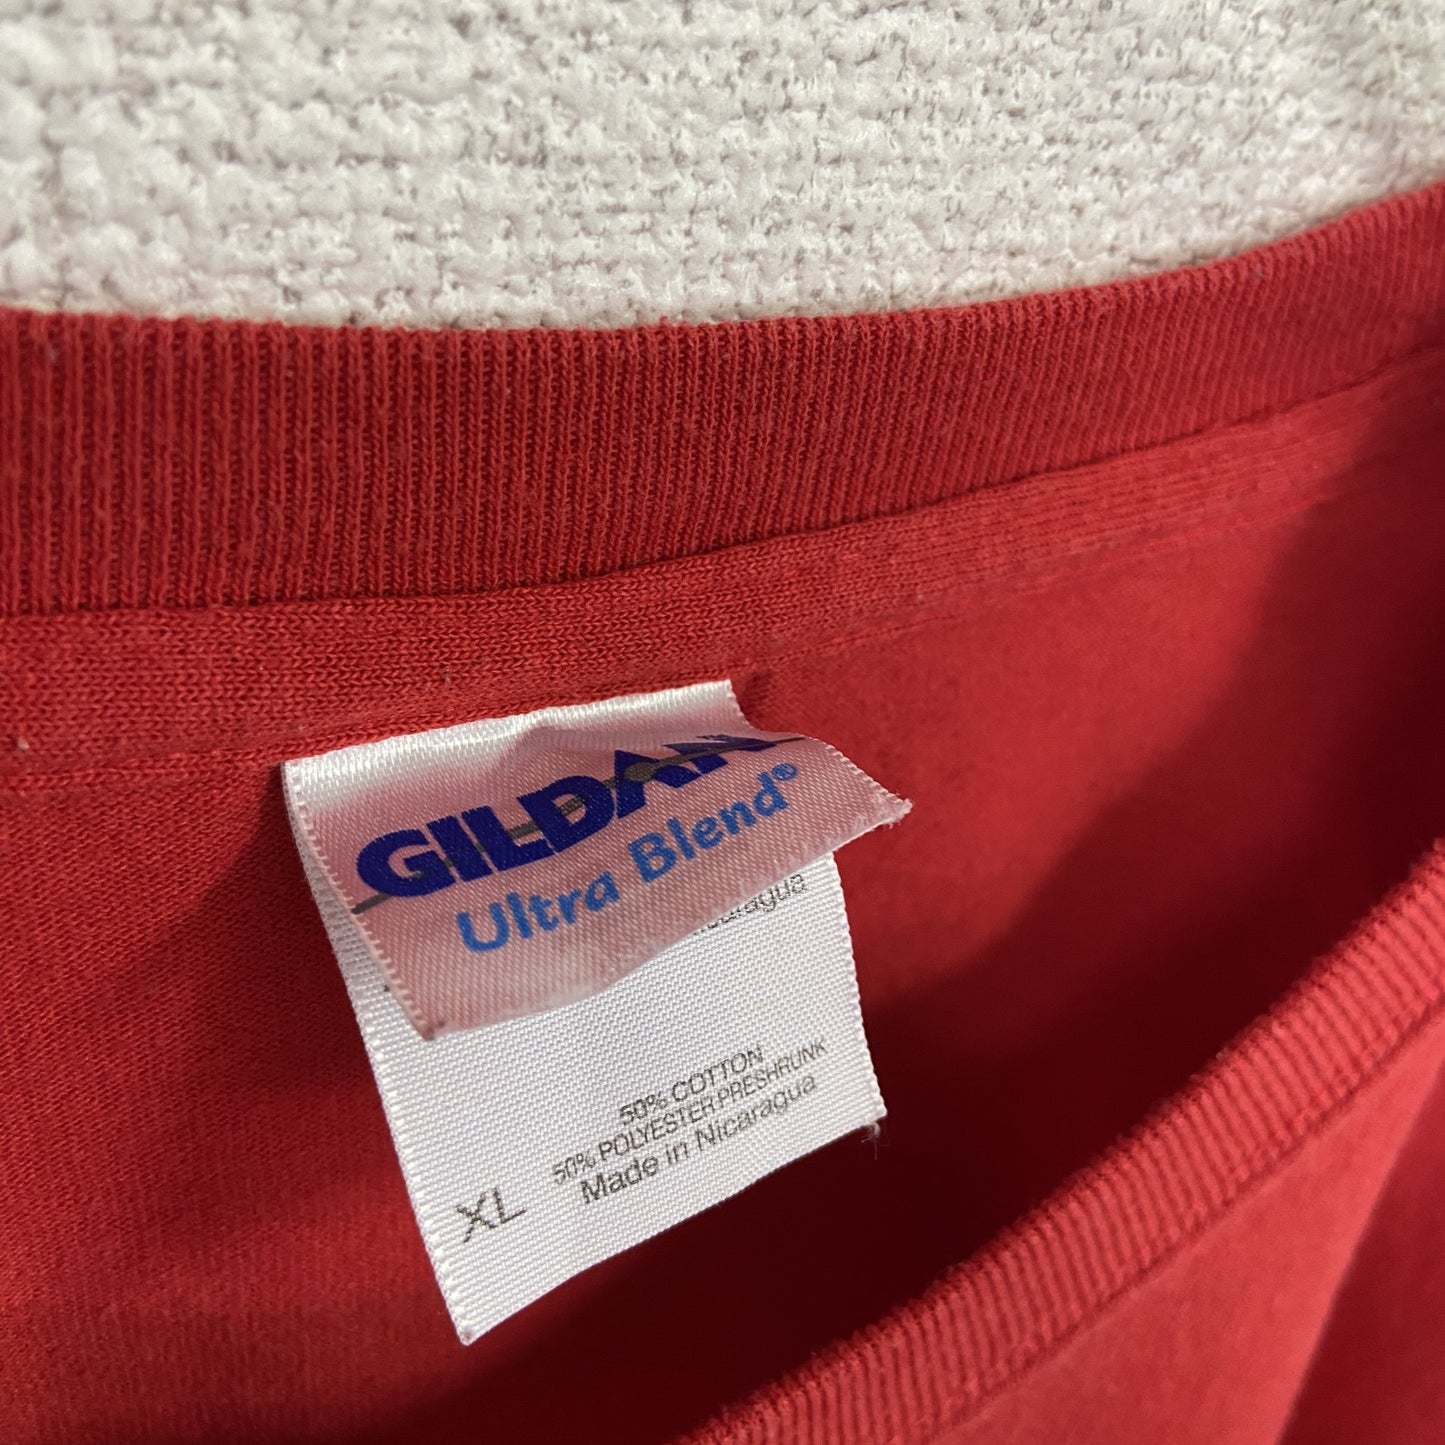 GILDAN
Ultra Blend®
50% COTTON
50% POLYESTER PRESHRUNK
Made in Nicaragua
XL